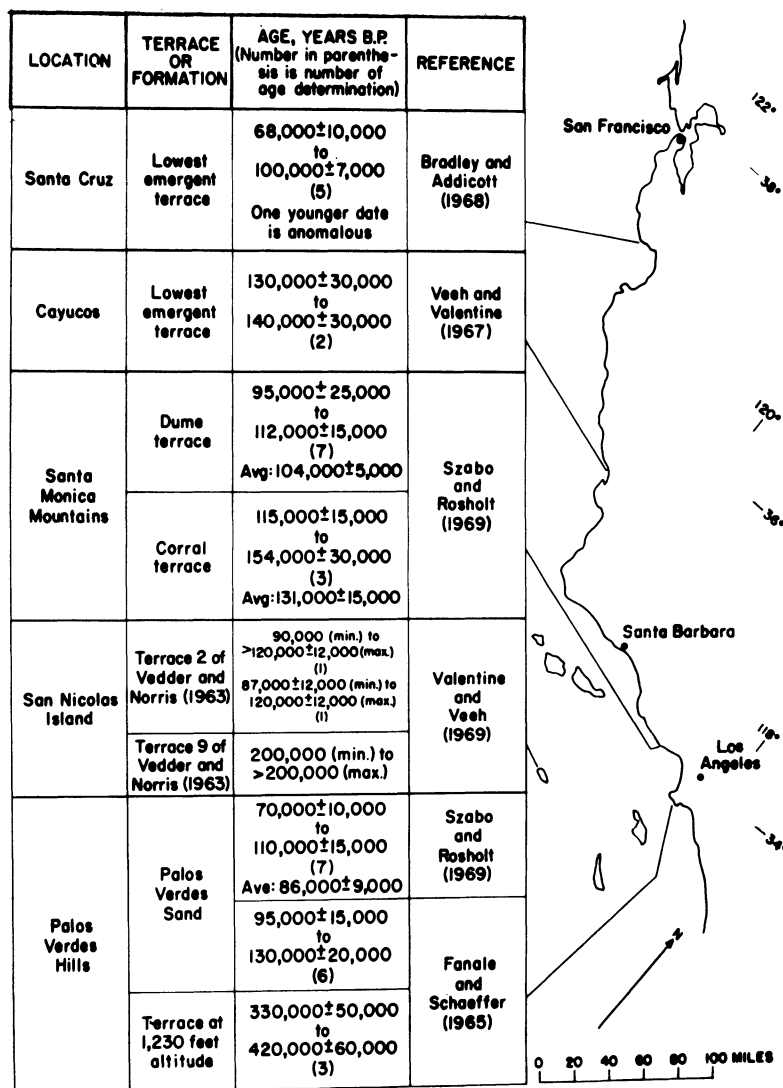 LOCATION
TERRACE
OR
FORMATION
AGE, YEARS B.P.
(Number in parenthe-
sis is number of
age determination)
REFERENCE
Santa Cruz
Lowest
emergent
terrace
68,000±10,000
to
100,000±7,000
(5)
One younger date
is anomalous
Bradley and
Addicott
(1968)
Cayucos
Lowest
emergent
terrace
130,000±30,000
to
140,000±30,000
(2)
Veeh and
Valentine
(1967)
Santa
Monica
Mountains
Dume
terrace
95,000±25,000
to
112,000±15,000
(7)
Avg:104,000±5,000
Szabo
and
Rosholt
(1969)
Corral
terrace
115,000±15,000
to
154,000±30,000
(3)
Avg:131,000±15,000
San Nicolas
Island
Terrace 2 of
Vedder and
Norris (1963)
90,000 (min.) to
>120,000±12,000(max.)
(1)
87,000±12,000 (min.) to
120,000±12,000 (max.)
(1)
Valentine
and
Veeh
(1969)
Terrace 9 of
Vedder and
Norris (1963)
200,000 (min.) to
>200,000 (max.)
Palos
Verdes
Hills
Palos
Verdes
Sand
70,000±10,000
to
110,000±15,000
(7)
Ave: 86,000±9,000
Szabo
and
Rosholt
(1969)
95,000±15,000
to
130,000±20,000
(6)
Fanale
and
Schaeffer
(1965)
Terrace at
1,230 feet
altitude
330,000±50,000
to
420,000±60,000
(3)
122°
San Francisco
38°
120°
36°
Santa Barbara
118°
Los
Angeles
34°
N
0 20 40 60 80 100 MILES